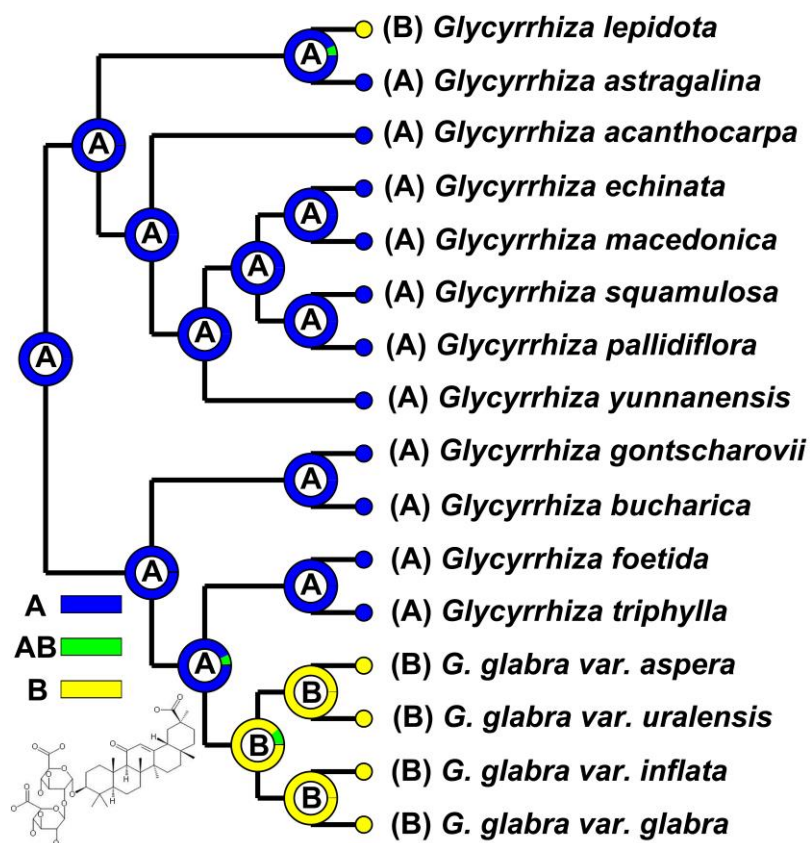 (B) Glycyrrhiza lepidota
A
(A) Glycyrrhiza astragalina
(A) Glycyrrhiza acanthocarpa
A
(A) Glycyrrhiza echinata
A
A
(A) Glycyrrhiza macedonica
A
(A) Glycyrrhiza squamulosa
A
A
(A) Glycyrrhiza pallidiflora
A
(A) Glycyrrhiza yunnanensis
(A) Glycyrrhiza gontscharovii
A
(A) Glycyrrhiza bucharica
(A) Glycyrrhiza foetida
A
A
(A) Glycyrrhiza triphylla
A
AB
B
A
(B) G. glabra var. aspera
B
(B) G. glabra var. uralensis
B
(B) G. glabra var. inflata
B
(B) G. glabra var. glabra